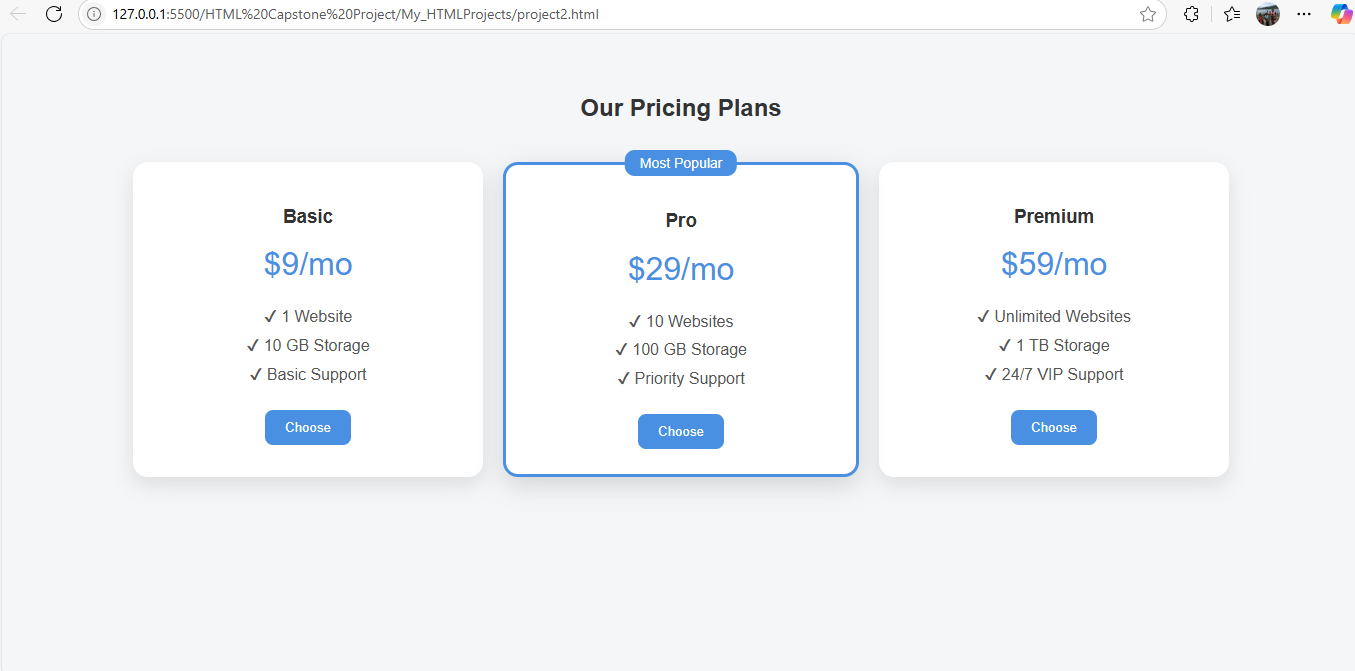 127.0.0.1:5500/HTML%20Capstone%20Project/My_HTMLProjects/project2.html
Our Pricing Plans
Basic
$9/mo
✓ 1 Website
✓ 10 GB Storage
✓ Basic Support
Choose
Most Popular
Pro
$29/mo
✓ 10 Websites
✓ 100 GB Storage
✓ Priority Support
Choose
Premium
$59/mo
✓ Unlimited Websites
✓ 1 TB Storage
✓ 24/7 VIP Support
Choose